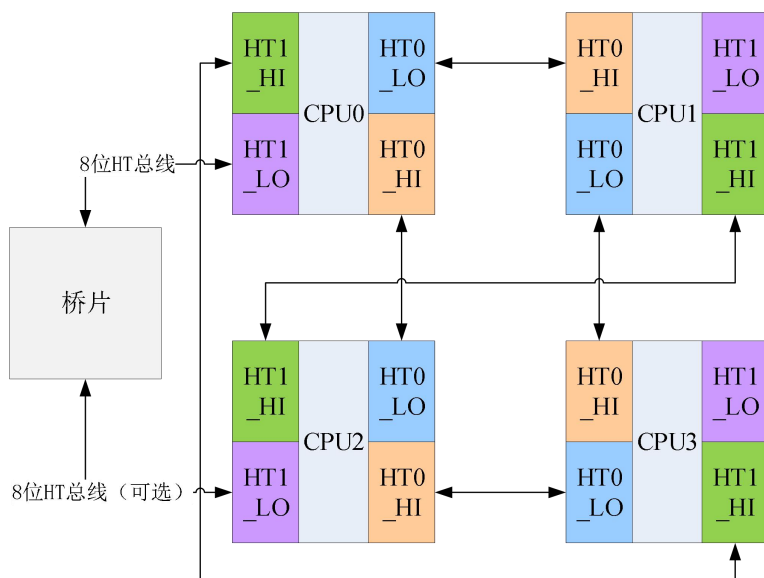 HT1
_HI
CPU0
HT0
_LO
HT1
_LO
HT0
_HI
HT0
_HI
CPU1
HT1
_LO
HT0
_LO
HT1
_HI
8位HT总线
桥片
HT1
_HI
CPU2
HT0
_LO
HT1
_LO
HT0
_HI
HT0
_HI
CPU3
HT1
_LO
HT0
_LO
HT1
_HI
8位HT总线（可选）